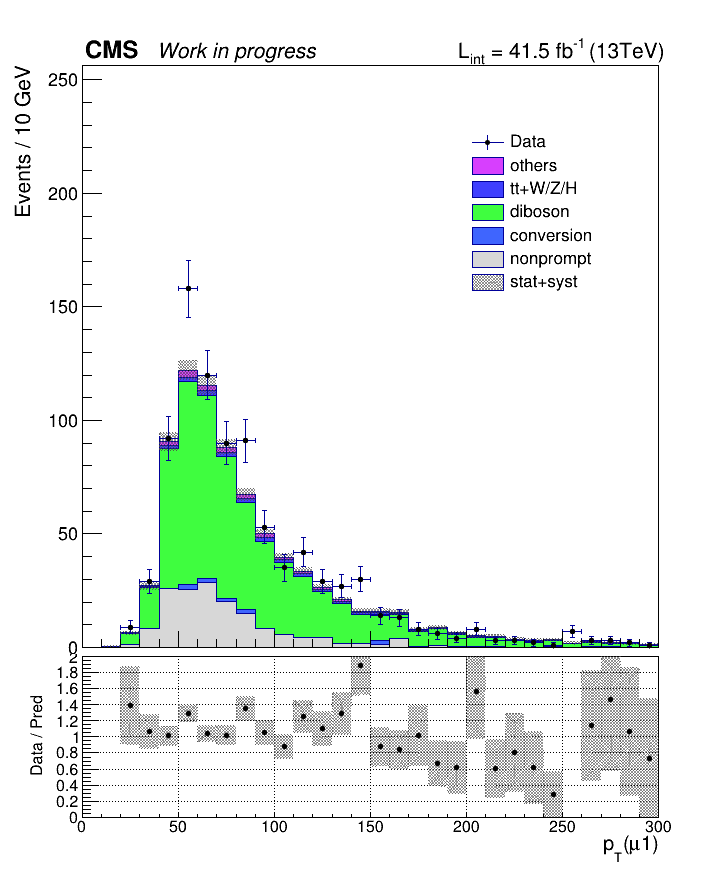 CMS Work in progress L_int = 41.5 fb^-1 (13TeV)
Events / 10 GeV
250
200
150
100
50
0
Data
others
tt+W/Z/H
diboson
conversion
nonprompt
stat+syst
Data / Pred
2
1.8
1.6
1.4
1.2
1
0.8
0.6
0.4
0.2
0
0 50 100 150 200 250 300
p_T(μ1)